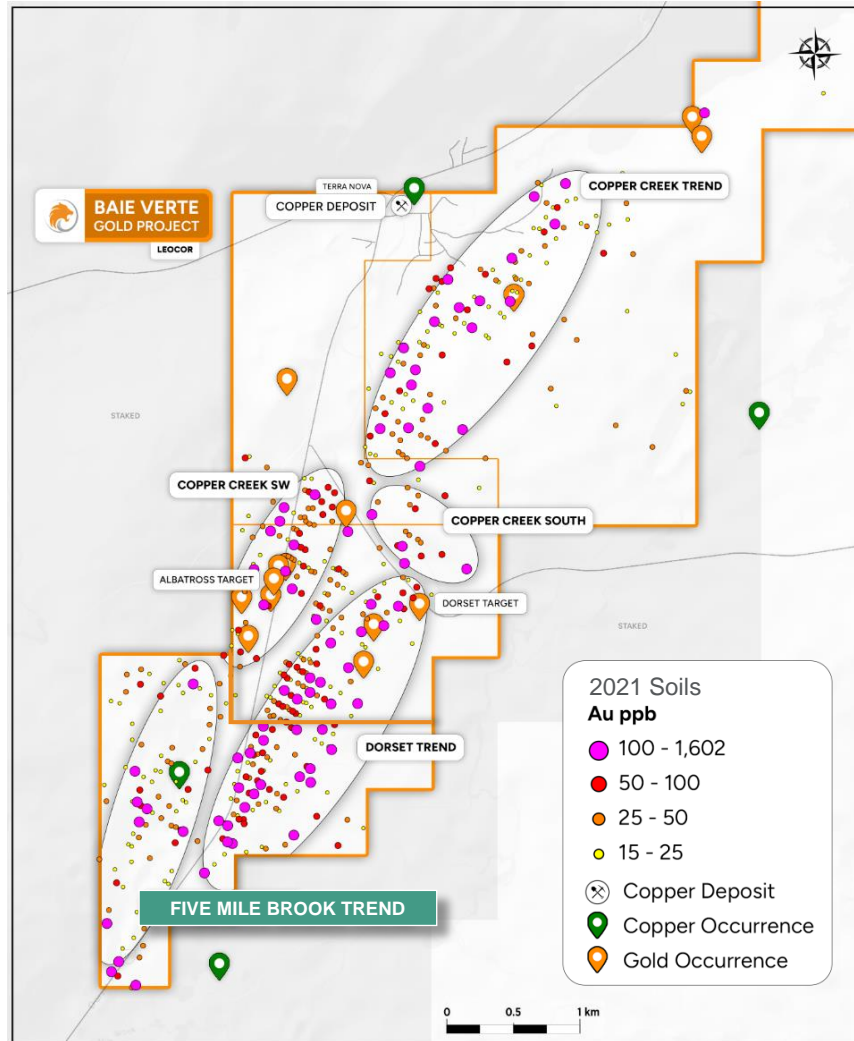 TERRA NOVA
COPPER DEPOSIT
COPPER CREEK TREND
BAIE VERTE
GOLD PROJECT
LEOCOR
STAKED
COPPER CREEK SW
COPPER CREEK SOUTH
ALBATROSS TARGET
DORSET TARGET
STAKED
DORSET TREND
FIVE MILE BROOK TREND
2021 Soils
Au ppb
100 - 1,602
50 - 100
25 - 50
15 - 25
Copper Deposit
Copper Occurrence
Gold Occurrence
0 0.5 1 km